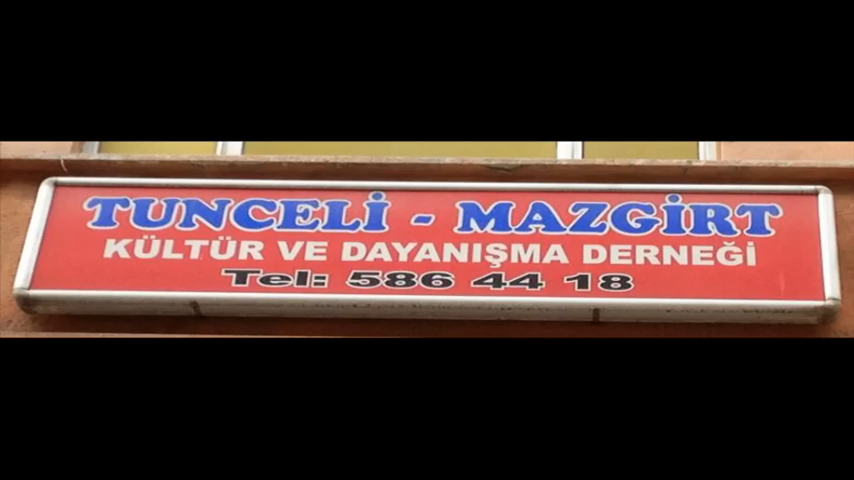 TUNCELİ - MAZGİRT
KÜLTÜR VE DAYANIŞMA DERNEĞİ
Tel: 586 44 18